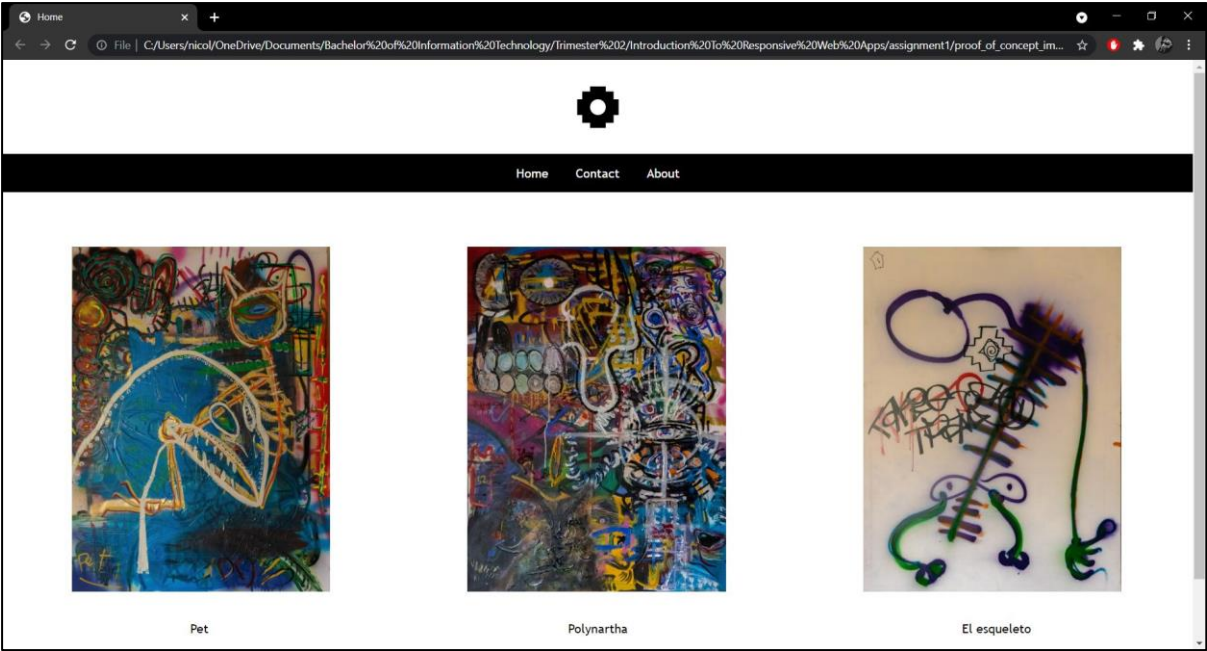 Home
File | C:/Users/nicol/OneDrive/Documents/Bachelor%20of%20Information%20Technology/Trimester%202/Introduction%20To%20Responsive%20Web%20Apps/assignment1/proof_of_concept_im...
Home Contact About
Pet
Pet Polynartha El esqueleto